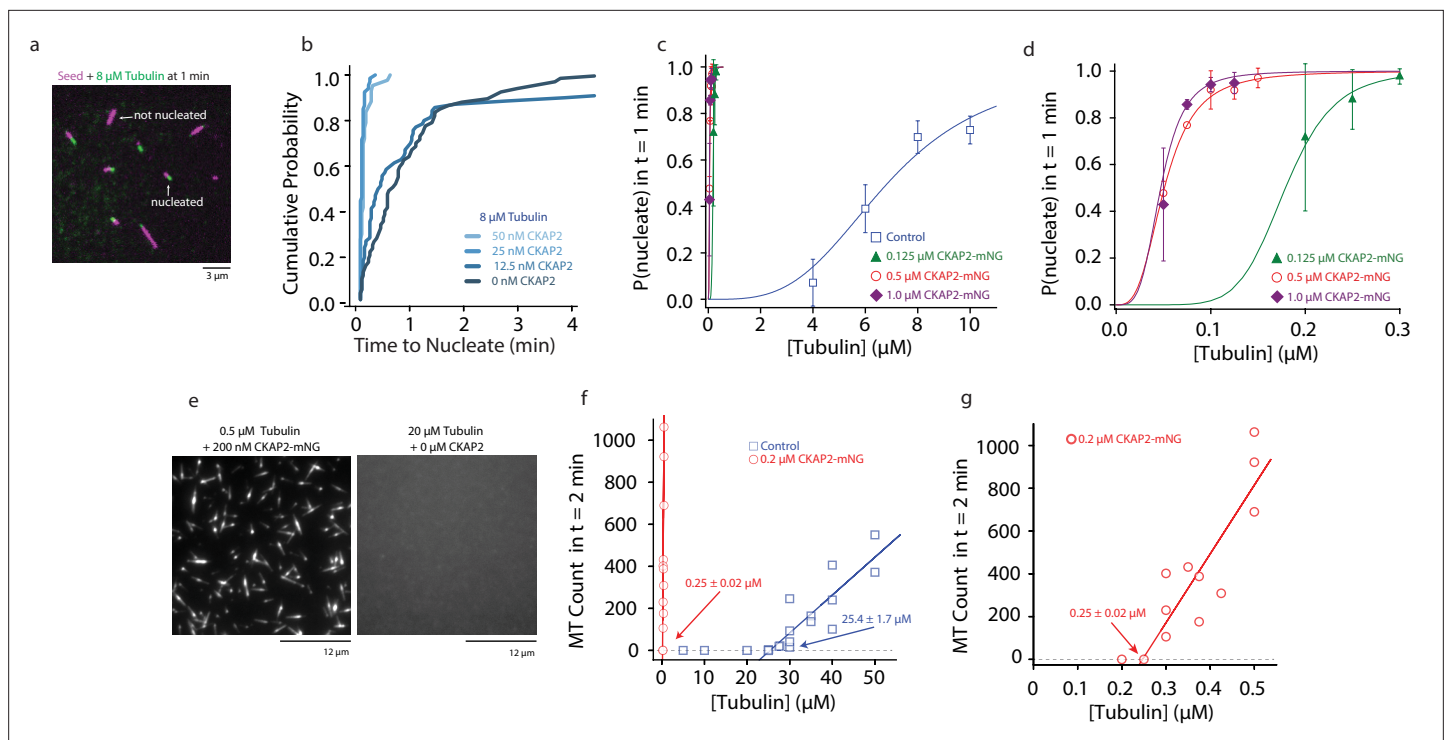 a
Seed + 8 µM Tubulin at 1 min
not nucleated
nucleated
3 µm
b
Cumulative Probability
1.0
0.8
0.6
0.4
0.2
0.0
8 µM Tubulin
50 nM CKAP2
25 nM CKAP2
12.5 nM CKAP2
0 nM CKAP2
0 1 2 3 4
Time to Nucleate (min)
c
P(nucleate) in t = 1 min
1.0
0.8
0.6
0.4
0.2
0.0
Control
0.125 µM CKAP2-mNG
0.5 µM CKAP2-mNG
1.0 µM CKAP2-mNG
0 2 4 6 8 10
[Tubulin] (µM)
d
P(nucleate) in t = 1 min
1.0
0.8
0.6
0.4
0.2
0.0
0.125 µM CKAP2-mNG
0.5 µM CKAP2-mNG
1.0 µM CKAP2-mNG
0.0 0.1 0.2 0.3
[Tubulin] (µM)
e
0.5 µM Tubulin
+ 200 nM CKAP2-mNG
20 µM Tubulin
+ 0 µM CKAP2
12 µm
12 µm
f
MT Count in t = 2 min
1000
800
600
400
200
0
Control
0.2 µM CKAP2-mNG
0.25 ± 0.02 µM
25.4 ± 1.7 µM
0 10 20 30 40 50
[Tubulin] (µM)
g
MT Count in t = 2 min
1000
800
600
400
200
0
0.2 µM CKAP2-mNG
0.25 ± 0.02 µM
0 0.1 0.2 0.3 0.4 0.5
[Tubulin] (µM)